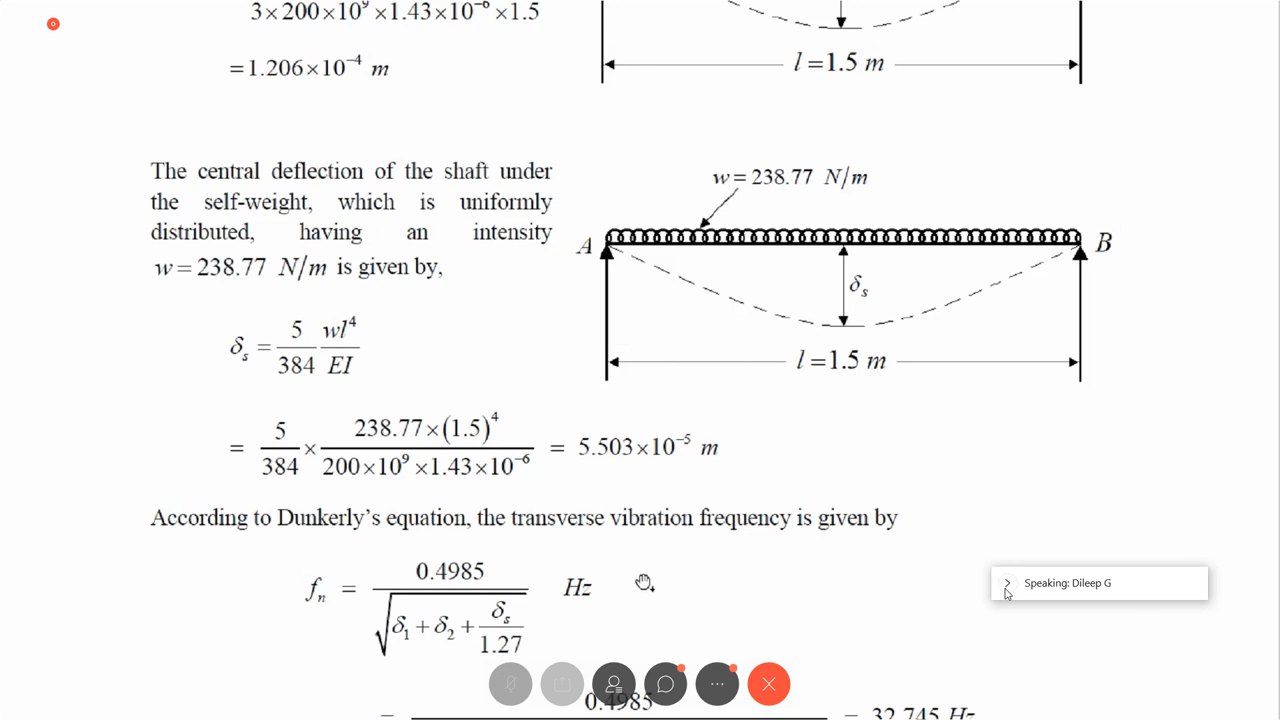 3×200×10⁹×1.43×10⁻⁶×1.5
=1.206×10⁻⁴ m
l=1.5 m
The central deflection of the shaft under
the self-weight, which is uniformly
distributed, having an intensity
w=238.77 N/m is given by,
w=238.77 N/m
A
B
δs
l=1.5 m
δs = 5/384 wl⁴/EI
= 5/384 × 238.77×(1.5)⁴/200×10⁹×1.43×10⁻⁶ = 5.503×10⁻⁵ m
According to Dunkerly's equation, the transverse vibration frequency is given by
fn = 0.4985/√δ1+δ2+δs/1.27 Hz
Speaking: Dileep G
= 0.4985 = 32.745 Hz